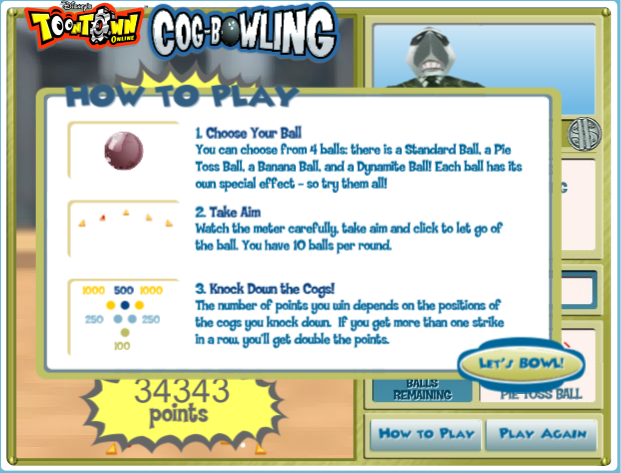 Disney's
TOONTOWN
ONLINE
COG-BOWLING
HOW TO PLAY
1. Choose Your Ball
You can choose from 4 balls: there is a Standard Ball, a Pie
Toss Ball, a Banana Ball, and a Dynamite Ball! Each ball has its
own special effect – so try them all!
2. Take Aim
Watch the meter carefully, take aim and click to let go of
the ball. You have 10 balls per round.
1000 500 1000
250 250
100
3. Knock Down the Cogs!
The number of points you win depends on the positions of
the cogs you knock down. If you get more than one strike
in a row, you'll get double the points.
LET'S BOWL!
34343
points
BALLS
REMAINING
PIE TOSS BALL
HOW TO PLAY
PLAY AGAIN